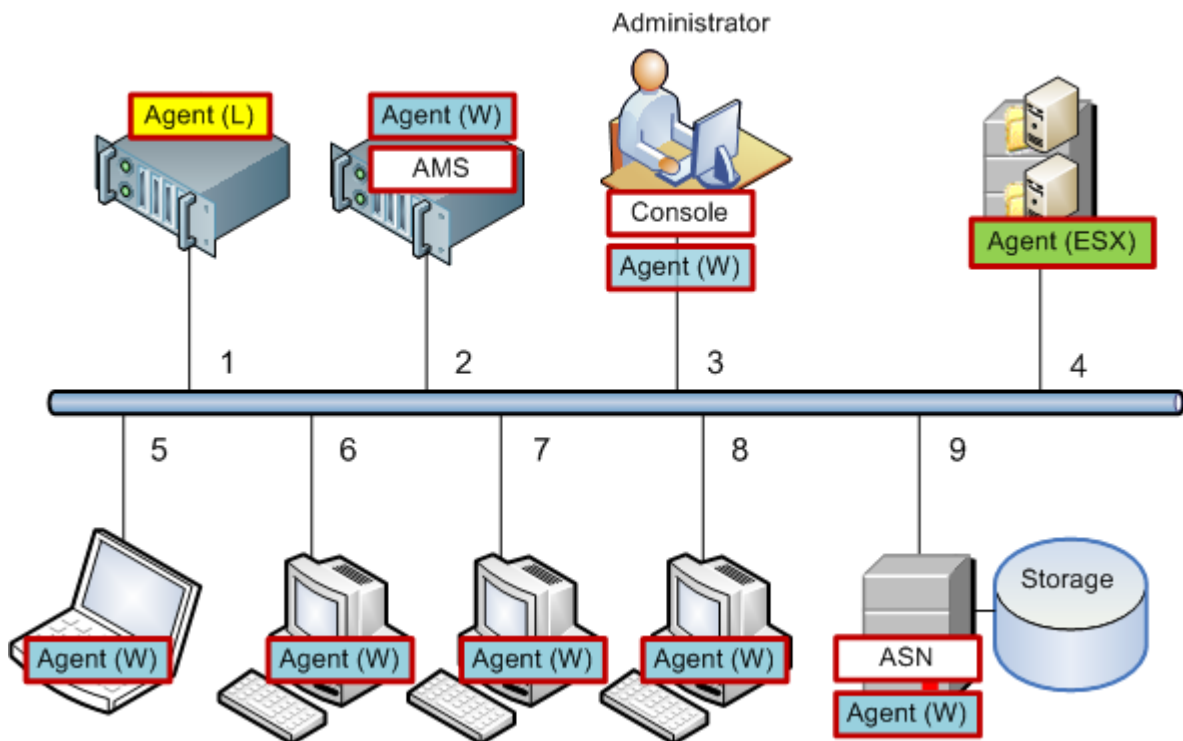 Administrator
Agent (L)
Agent (W)
AMS
Console
Agent (W)
Agent (ESX)
1
2
3
4
5
6
7
8
9
Agent (W)
Agent (W)
Agent (W)
Agent (W)
ASN
Agent (W)
Storage